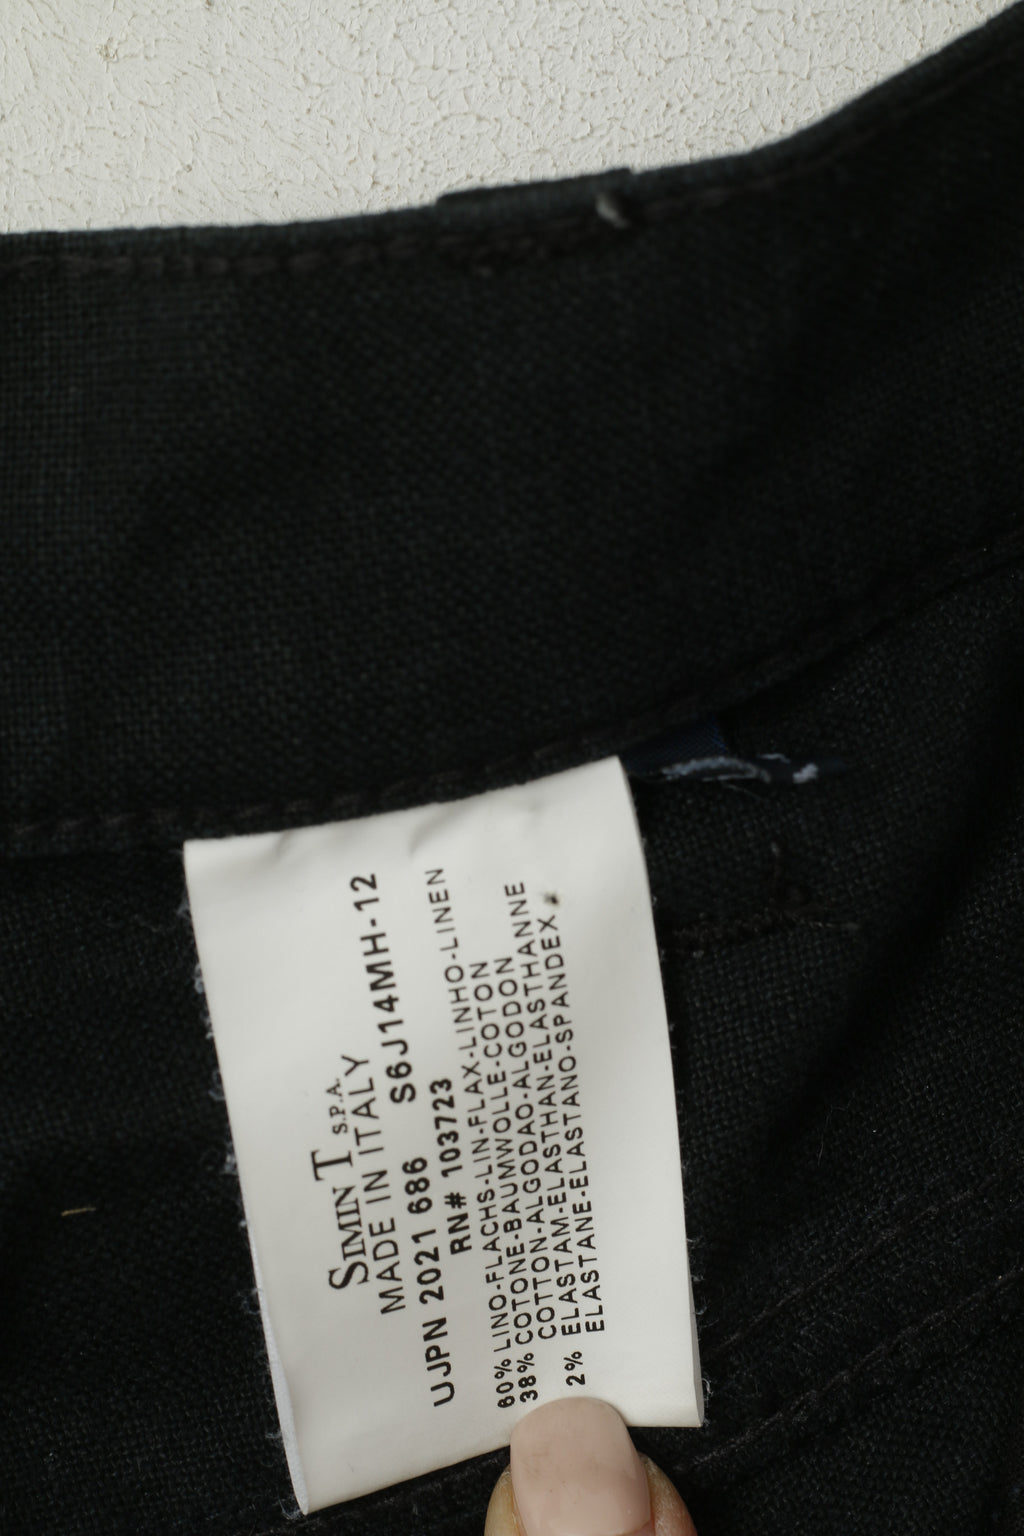 SIMINT S.P.A.
MADE IN ITALY
UJPN 2021 686 S6J14MH-12
RN# 103723
60% LINO-FLACHS-LIN-FLAX-LINHO-LINEN
38% COTONE-BAUMWOLLE-COTON
COTTON-ALGODAO-ALGODON
2% ELASTAM-ELASTHAN-ELASTHANNE
ELASTANE-ELASTANO-SPANDEX